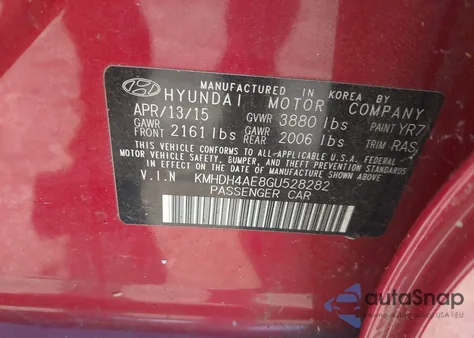 MANUFACTURED IN KOREA BY
HYUNDAI MOTOR COMPANY
APR/13/15 GVWR 3880 lbs PAINT YR7
GAWR FRONT 2161 lbs GAWR REAR 2006 lbs TRIM RAS
THIS VEHICLE CONFORMS TO ALL APPLICABLE U.S.A FEDERAL
MOTOR VEHICLE SAFETY, BUMPER, AND THEFT PREVENTION
STANDARDS IN EFFECT ON THE DATE OF MANUFACTURE SHOWN ABOVE.
V.I.N KMHDH4AE8GU528282
PASSENGER CAR
autoSnap